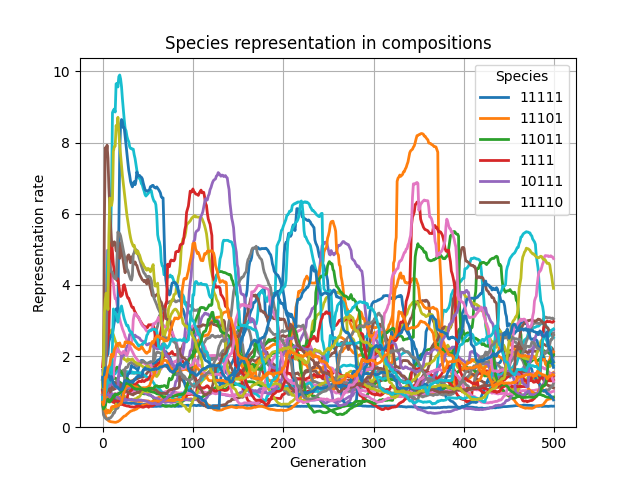 Species representation in compositions
10
8
6
4
2
0
Representation rate
0 100 200 300 400 500
Generation
Species
11111
11101
11011
1111
10111
11110